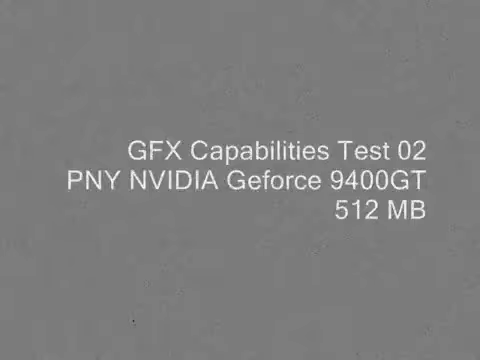 GFX Capabilities Test 02
PNY NVIDIA Geforce 9400GT
512 MB